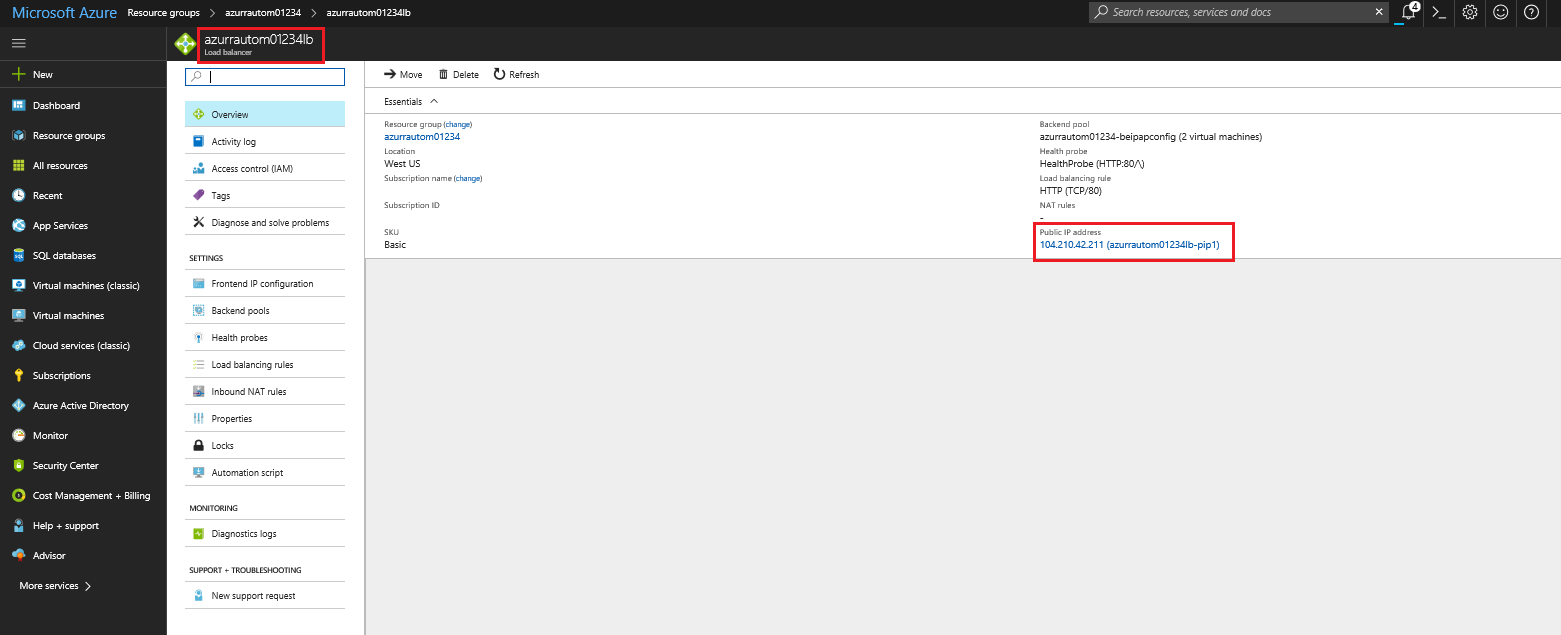 Microsoft Azure Resource groups > azurrautom01234 > azurrautom01234lb
Search resources, services and docs
4
azurrautom01234lb
Load balancer
New
Dashboard
Resource groups
All resources
Recent
App Services
SQL databases
Virtual machines (classic)
Virtual machines
Cloud services (classic)
Subscriptions
Azure Active Directory
Monitor
Security Center
Cost Management + Billing
Help + support
Advisor
More services >
Overview
Activity log
Access control (IAM)
Tags
Diagnose and solve problems
SETTINGS
Frontend IP configuration
Backend pools
Health probes
Load balancing rules
Inbound NAT rules
Properties
Locks
Automation script
MONITORING
Diagnostics logs
SUPPORT + TROUBLESHOOTING
New support request
Move Delete Refresh
Essentials
Resource group (change)
azurrautom01234
Location
West US
Subscription name (change)
Subscription ID
SKU
Basic
Backend pool
azurrautom01234-beipapconfig (2 virtual machines)
Health probe
HealthProbe (HTTP:80/\)
Load balancing rule
HTTP (TCP/80)
NAT rules
-
Public IP address
104.210.42.211 (azurrautom01234lb-pip1)